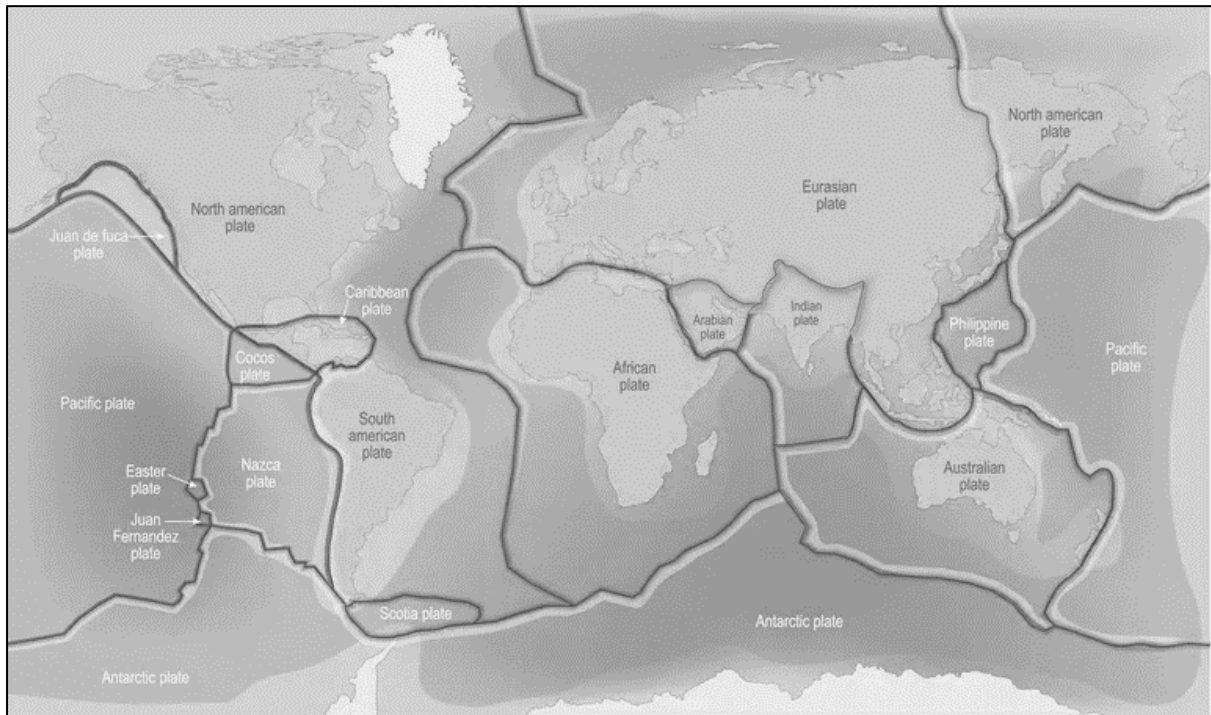 North american
plate
North american
plate
Eurasian
plate
Juan de fuca
plate
Caribbean
plate
Arabian
plate
Indian
plate
Philippine
plate
Pacific
plate
Cocos
plate
African
plate
Pacific plate
South
american
plate
Nazca
plate
Easter
plate
Australian
plate
Juan
Fernandez
plate
Scotia plate
Antarctic plate
Antarctic plate